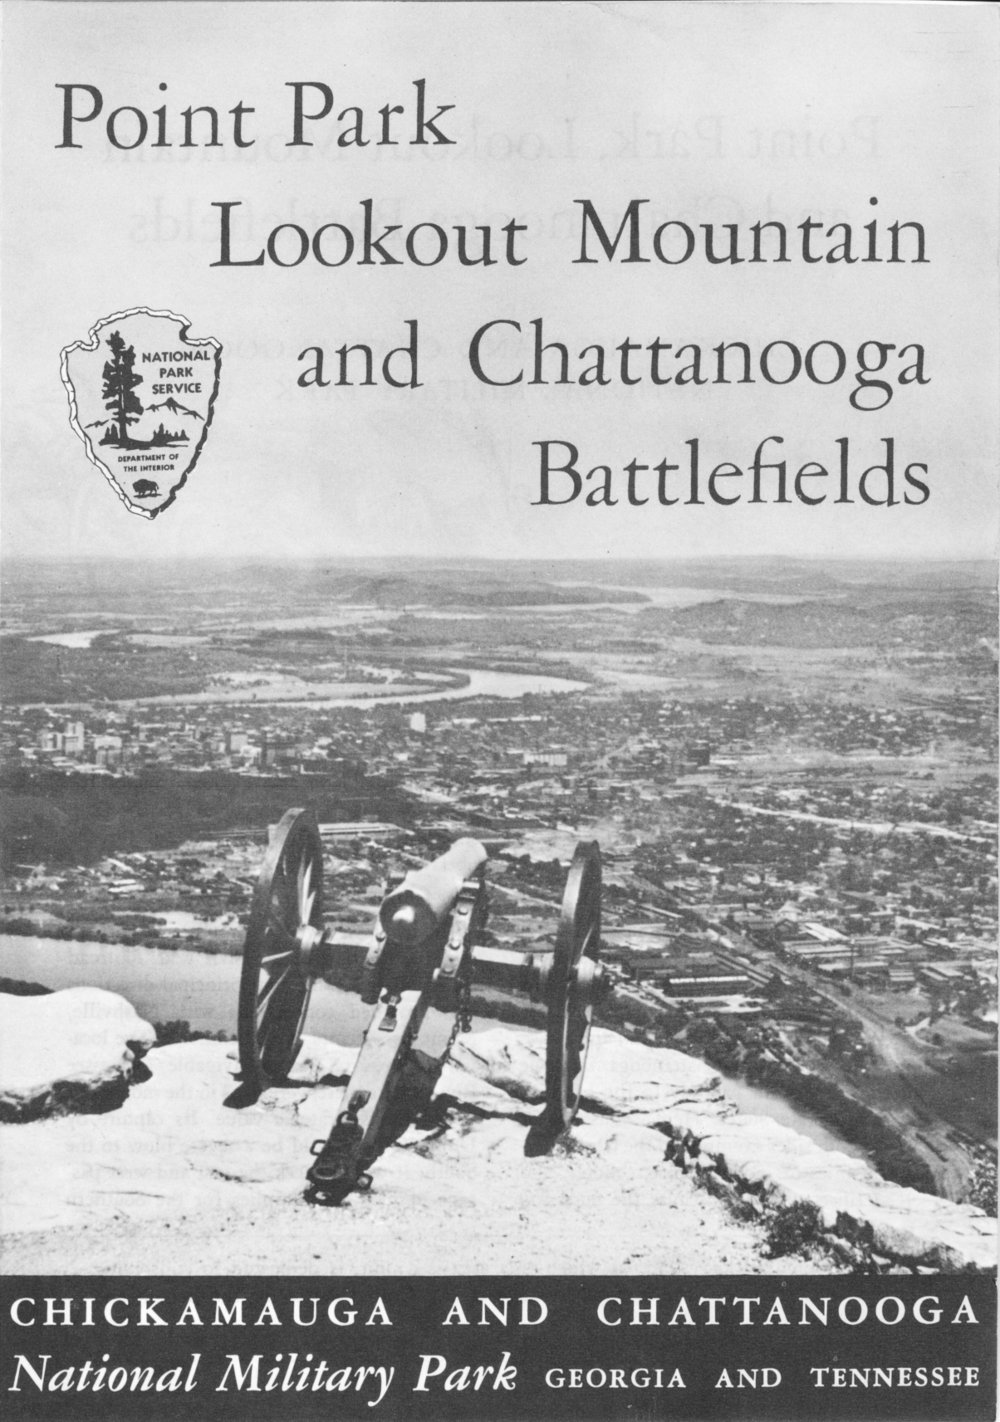 Point Park
Lookout Mountain
and Chattanooga
Battlefields
NATIONAL
PARK
SERVICE
DEPARTMENT OF
THE INTERIOR
CHICKAMAUGA AND CHATTANOOGA
National Military Park GEORGIA AND TENNESSEE